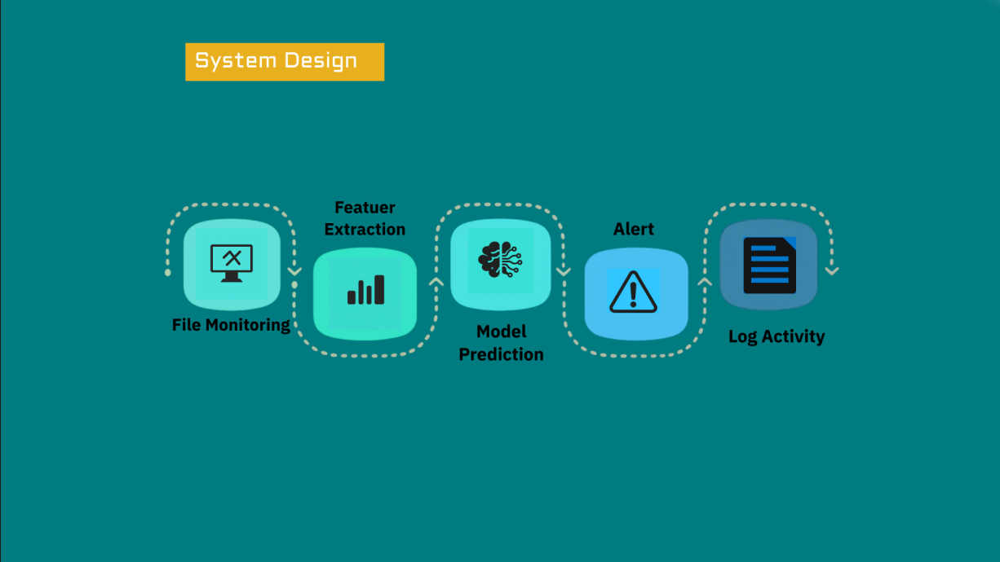 System Design
File Monitoring
Featuer
Extraction
Model
Prediction
Alert
Log Activity